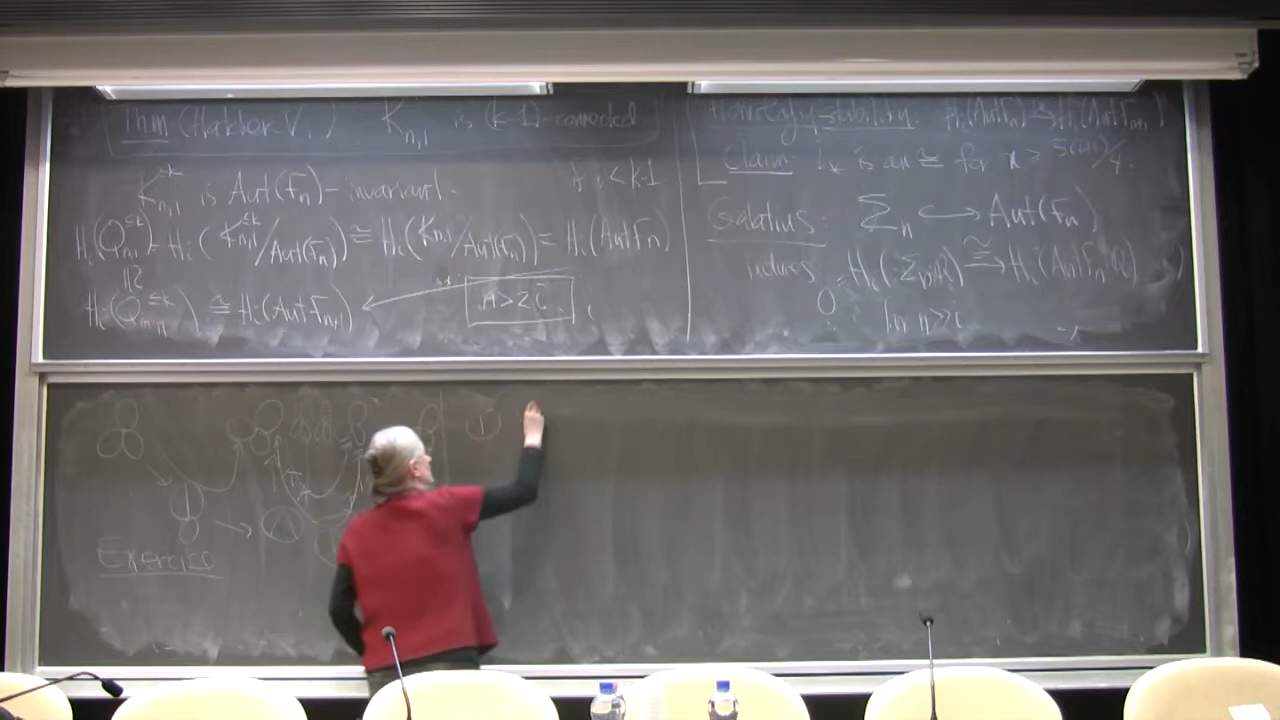 Thm (Hatcher-V.) K_{n,1} is (k-1)-connected
K_{n,1}^{≤k} is Aut(F_n)-invariant.
H_i(Q_{n,1}^{≤k}) = H_i(K_{n,1}^{≤k}/Aut(F_n)) ≅ H_i(K_{n,1}/Aut(F_n)) = H_i(Aut F_n)
H_i(Q ) ≅ H_i(Aut F_{n+1})
n > 2i
Homology stability: H_i(Aut F_n) → H_i(Aut F_{n+1})
Claim: i_* is an ≅ for n ≥ 5(i+1)/4.
Galatius: Σ_n ↪ Aut(F_n)
induces 0 = H_i(Σ_n; Q) ≅→ H_i(Aut F_n; Q)
for n >> i
Exercise
①